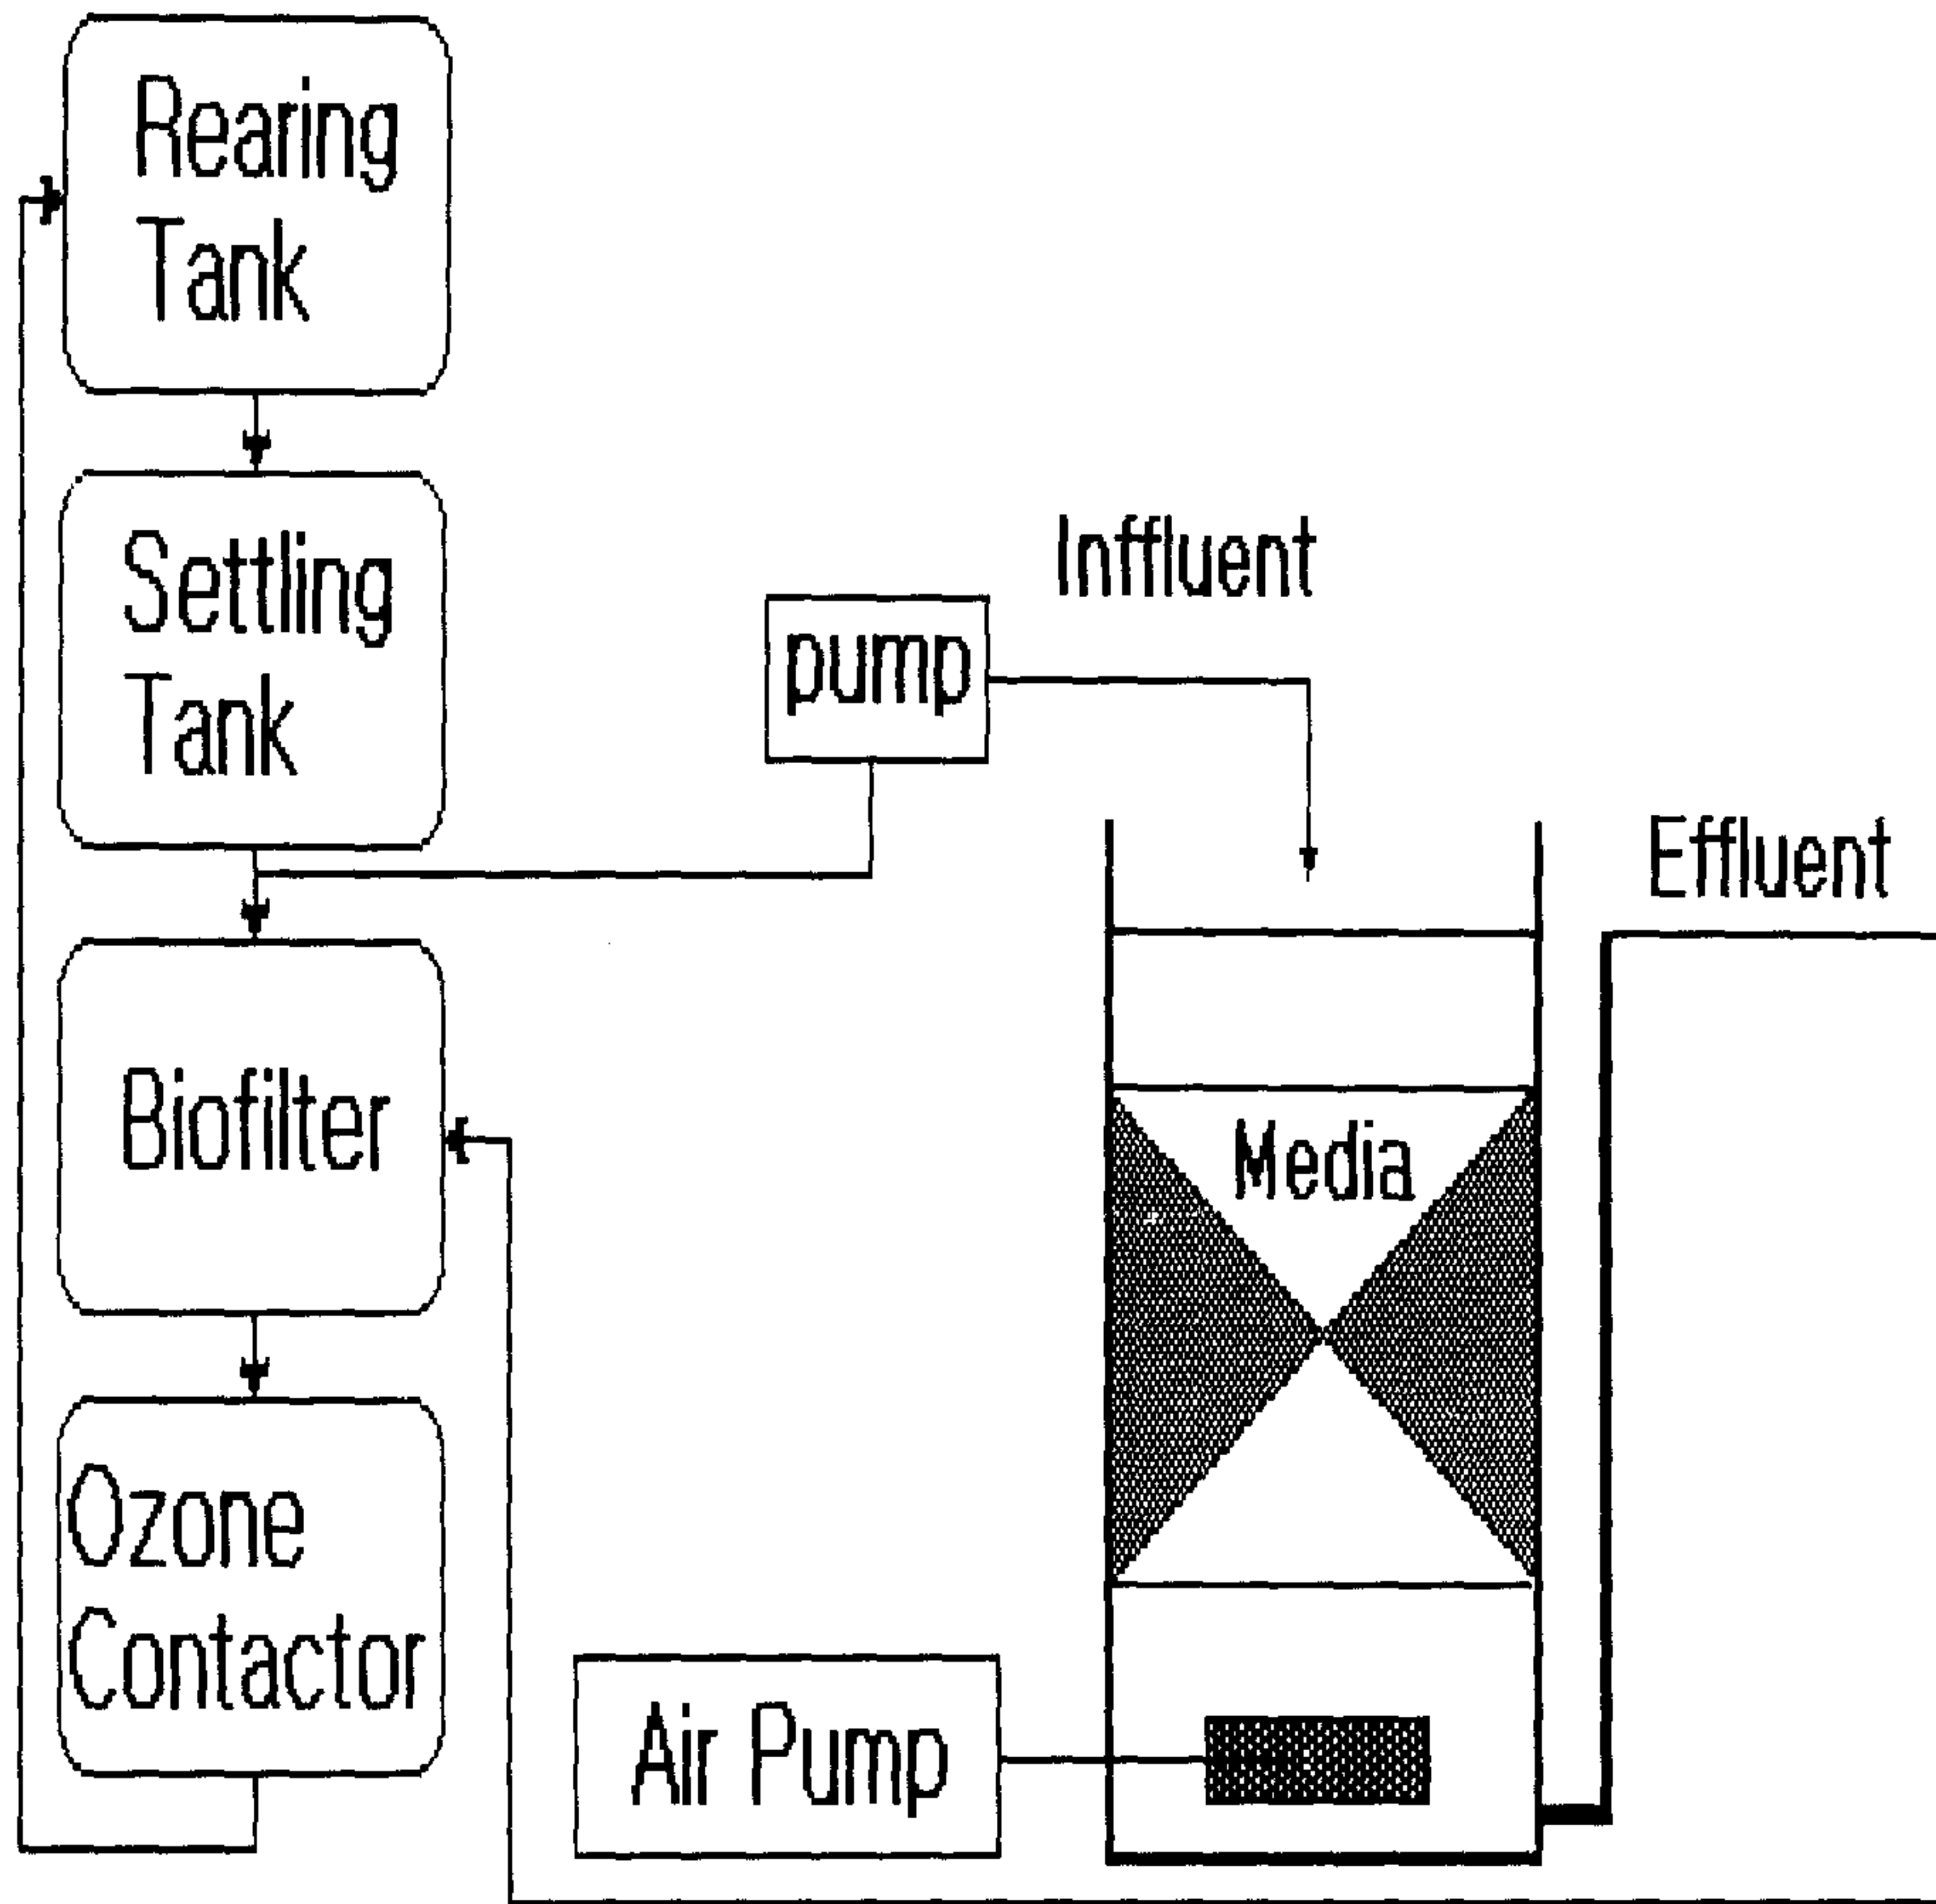 Rearing
Tank
Settling
Tank
Inffluent
pump
Effluent
Biofilter
Media
Ozone
Contactor
Air Pump